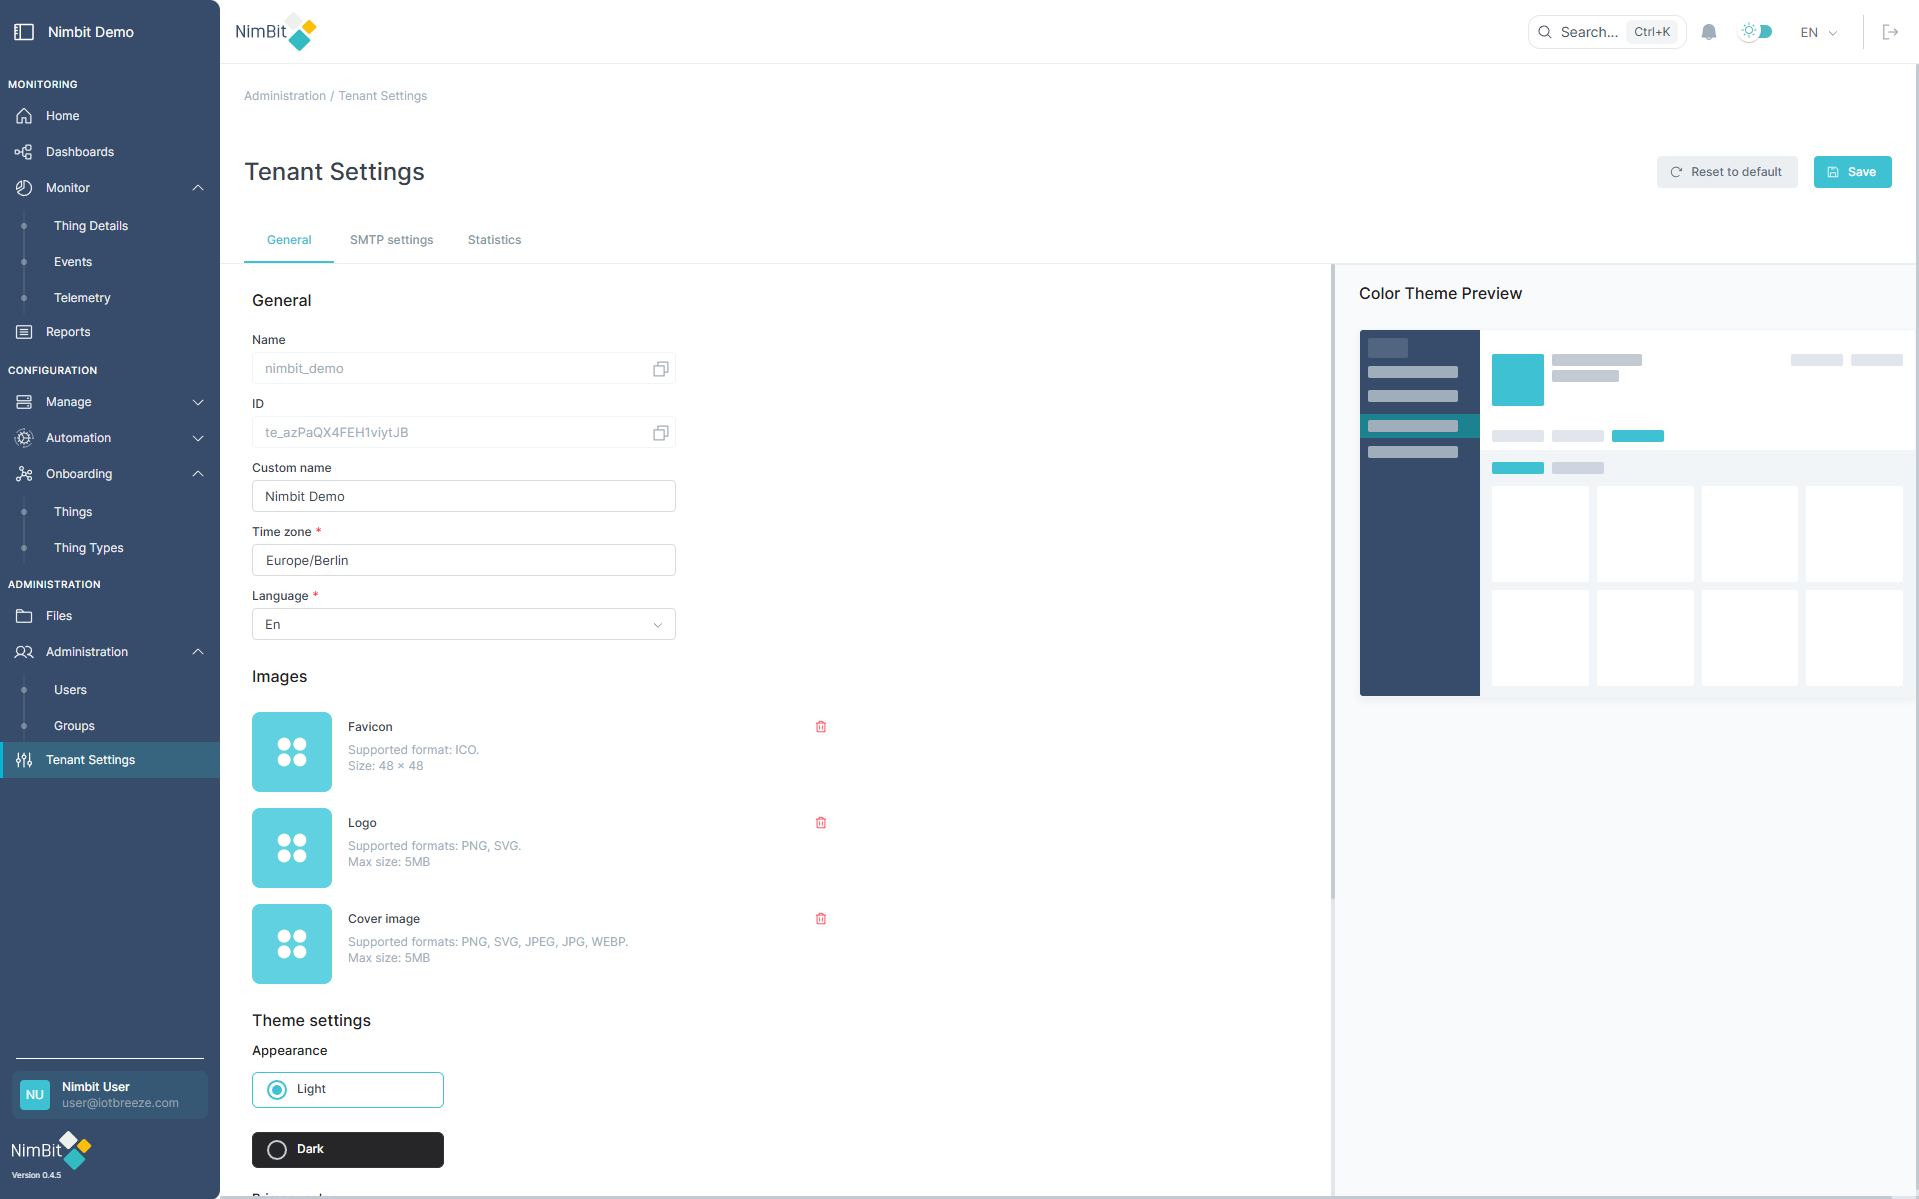 Nimbit Demo
MONITORING
Home
Dashboards
Monitor
Thing Details
Events
Telemetry
Reports
CONFIGURATION
Manage
Automation
Onboarding
Things
Thing Types
ADMINISTRATION
Files
Administration
Users
Groups
Tenant Settings
NU
Nimbit User
user@iotbreeze.com
NimBit
Version 0.4.5
NimBit
Search...
Ctrl+K
EN
Administration / Tenant Settings
Tenant Settings
Reset to default
Save
General
SMTP settings
Statistics
General
Name
nimbit_demo
ID
te_azPaQX4FEH1viytJB
Custom name
Nimbit Demo
Time zone *
Europe/Berlin
Language *
En
Images
Favicon
Supported format: ICO.
Size: 48 × 48
Logo
Supported formats: PNG, SVG.
Max size: 5MB
Cover image
Supported formats: PNG, SVG, JPEG, JPG, WEBP.
Max size: 5MB
Theme settings
Appearance
Light
Dark
Color Theme Preview